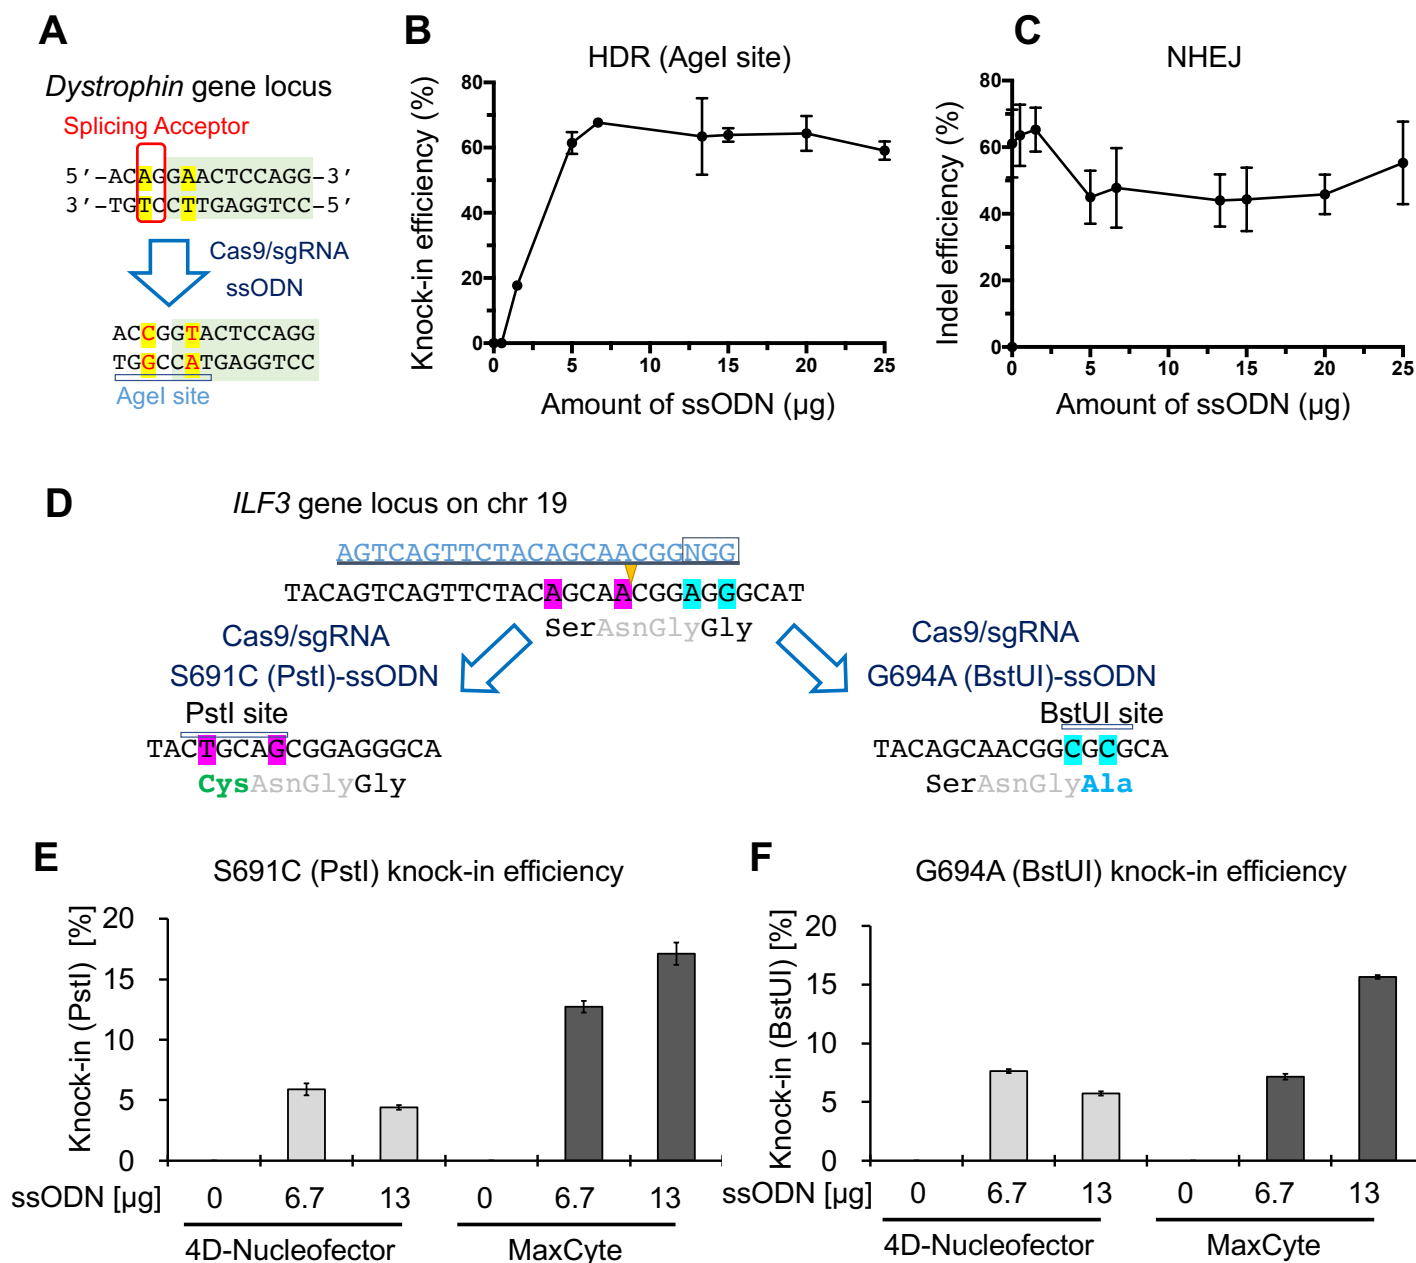 A
Dystrophin gene locus
Splicing Acceptor
5′-ACAGGAACTCCAGG-3′
3′-TGTCCTTGAGGTCC-5′
Cas9/sgRNA
ssODN
ACCGGTACTCCAGG
TGGCCATGAGGTCC
AgeI site
B
HDR (AgeI site)
Knock-in efficiency (%)
80
60
40
20
0
0 5 10 15 20 25
Amount of ssODN (µg)
C
NHEJ
Indel efficiency (%)
80
60
40
20
0
0 5 10 15 20 25
Amount of ssODN (µg)
D
ILF3 gene locus on chr 19
AGTCAGTTCTACAGCAACGGNGG
TACAGTCAGTTCTACAGCAACGGAGGGCAT
SerAsnGlyGly
Cas9/sgRNA
S691C (PstI)-ssODN
PstI site
TACTGCAGCGGAGGGCA
CysAsnGlyGly
Cas9/sgRNA
G694A (BstUI)-ssODN
BstUI site
TACAGCAACGGCGCGCA
SerAsnGlyAla
E
S691C (PstI) knock-in efficiency
Knock-in (PstI) [%]
20
15
10
5
0
ssODN [µg] 0 6.7 13 0 6.7 13
4D-Nucleofector MaxCyte
F
G694A (BstUI) knock-in efficiency
Knock-in (BstUI) [%]
20
15
10
5
0
ssODN [µg] 0 6.7 13 0 6.7 13
4D-Nucleofector MaxCyte